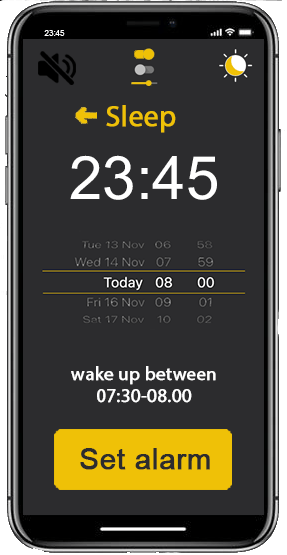 23:45
Sleep
23:45
Tue 13 Nov 06 58
Wed 14 Nov 07 59
Today 08 00
Fri 16 Nov 09 01
Sat 17 Nov 10 02
wake up between
07:30-08.00
Set alarm